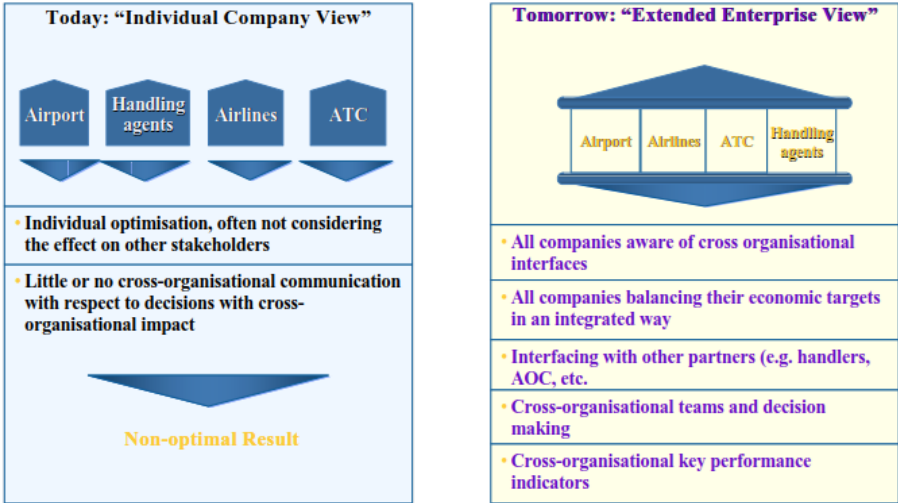 Today: “Individual Company View”
Airport
Handling
agents
Airlines
ATC
• Individual optimisation, often not considering
the effect on other stakeholders
• Little or no cross-organisational communication
with respect to decisions with cross-
organisational impact
Non-optimal Result
Tomorrow: “Extended Enterprise View”
Airport
Airlines
ATC
Handling
agents
• All companies aware of cross organisational
interfaces
• All companies balancing their economic targets
in an integrated way
• Interfacing with other partners (e.g. handlers,
AOC, etc.
• Cross-organisational teams and decision
making
• Cross-organisational key performance
indicators